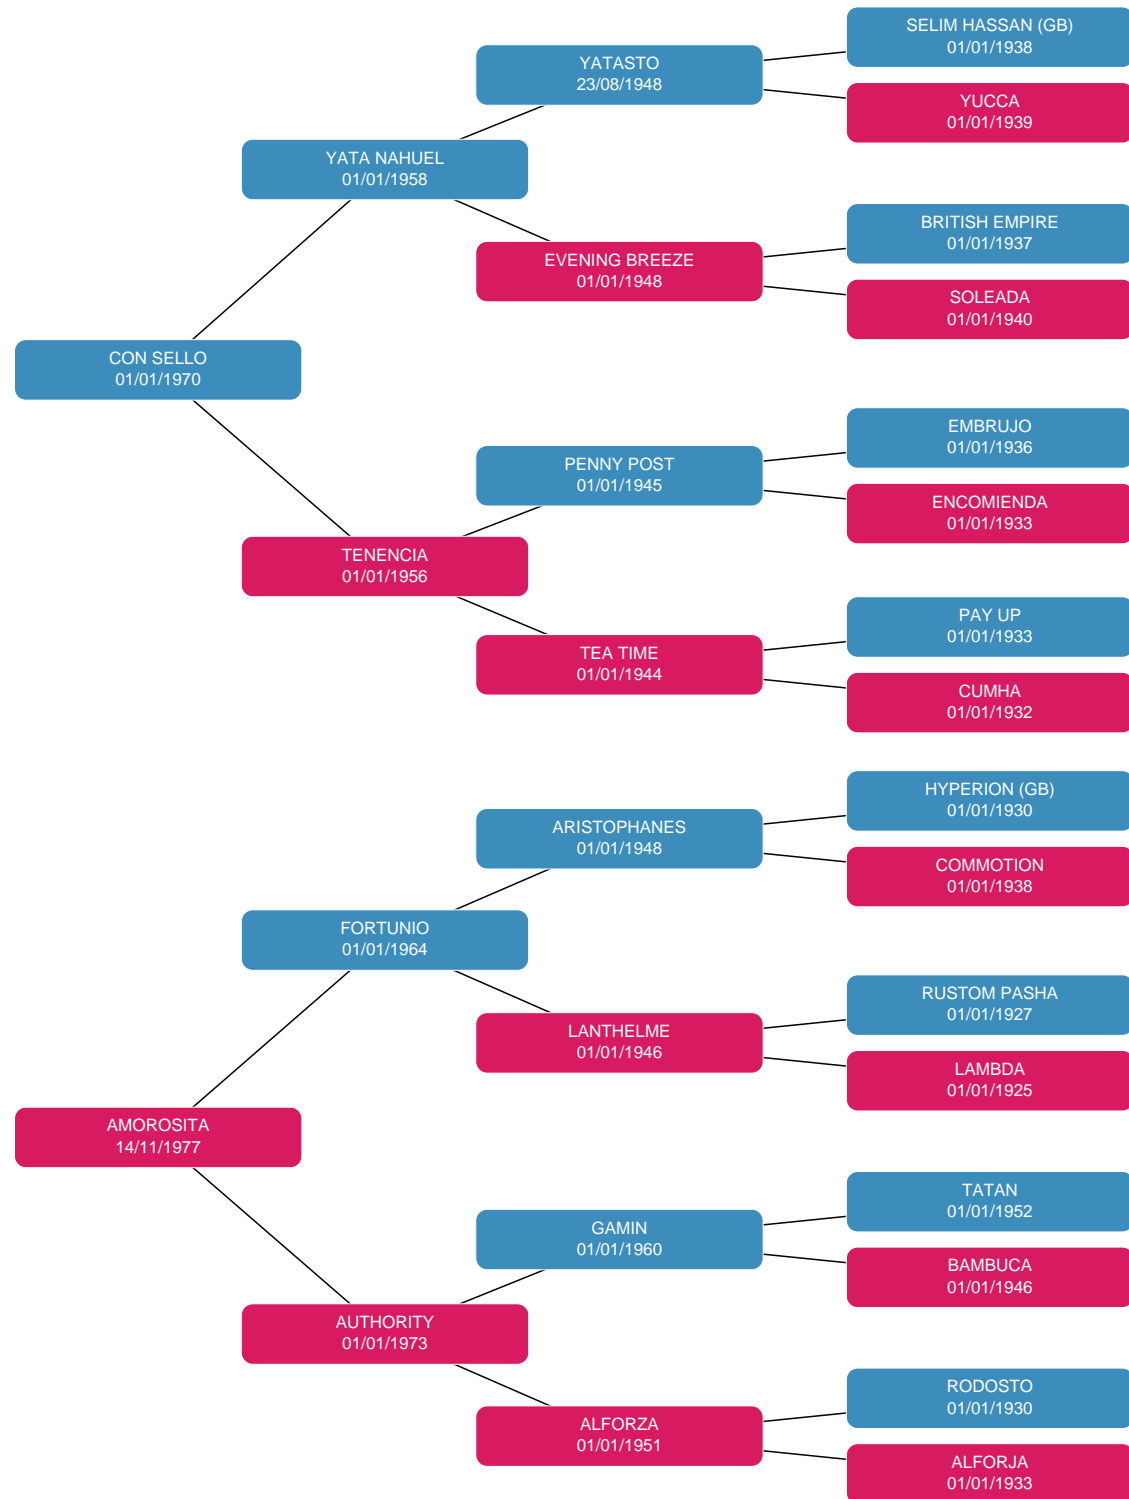 SELIM HASSAN (GB)
01/01/1938
YATASTO
23/08/1948
YUCCA
01/01/1939
YATA NAHUEL
01/01/1958
BRITISH EMPIRE
01/01/1937
EVENING BREEZE
01/01/1948
SOLEADA
01/01/1940
CON SELLO
01/01/1970
EMBRUJO
01/01/1936
PENNY POST
01/01/1945
ENCOMIENDA
01/01/1933
TENENCIA
01/01/1956
PAY UP
01/01/1933
TEA TIME
01/01/1944
CUMHA
01/01/1932
HYPERION (GB)
01/01/1930
ARISTOPHANES
01/01/1948
COMMOTION
01/01/1938
FORTUNIO
01/01/1964
RUSTOM PASHA
01/01/1927
LANTHELME
01/01/1946
LAMBDA
01/01/1925
AMOROSITA
14/11/1977
TATAN
01/01/1952
GAMIN
01/01/1960
BAMBUCA
01/01/1946
AUTHORITY
01/01/1973
RODOSTO
01/01/1930
ALFORZA
01/01/1951
ALFORJA
01/01/1933